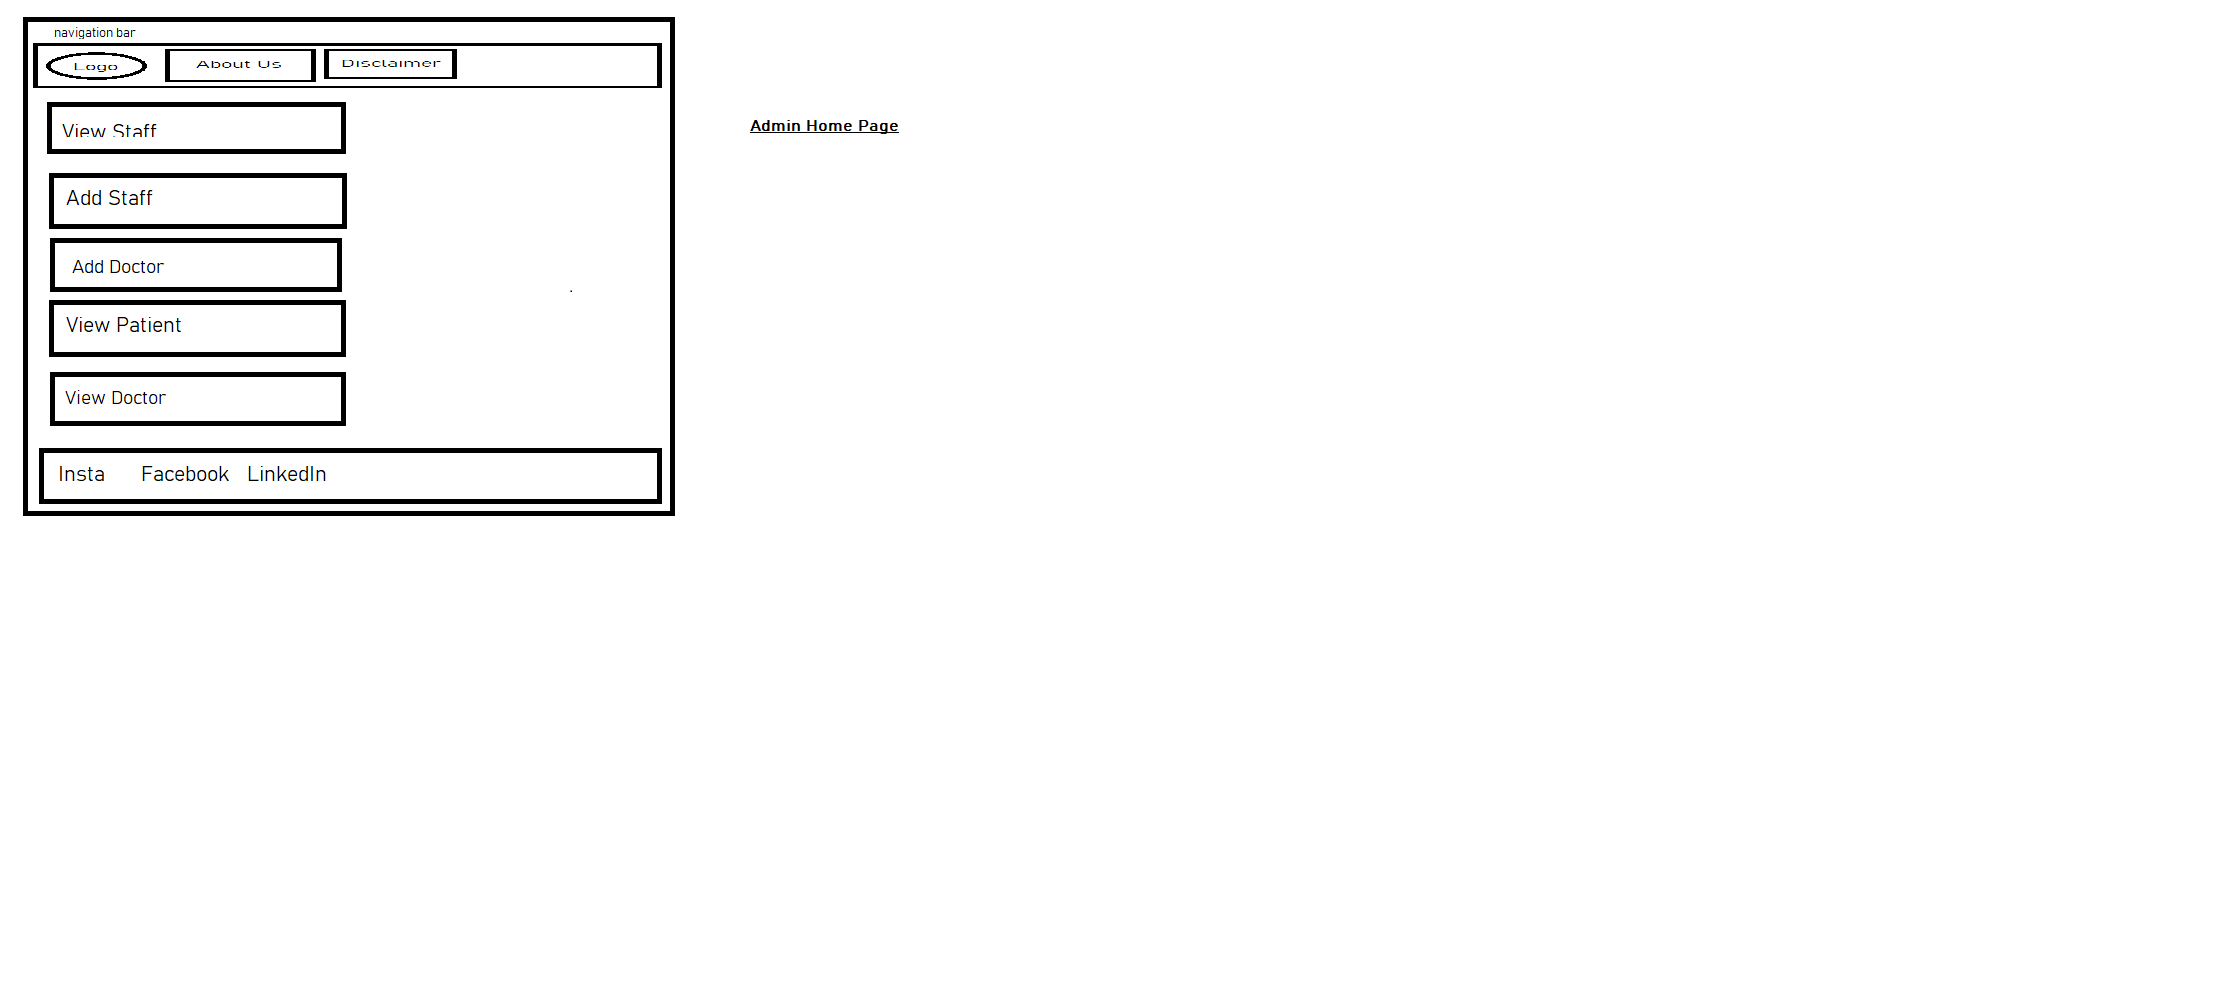 navigation bar
Logo About Us Disclaimer
View Staff
Admin Home Page
Add Staff
Add Doctor
View Patient
View Doctor
Insta Facebook LinkedIn